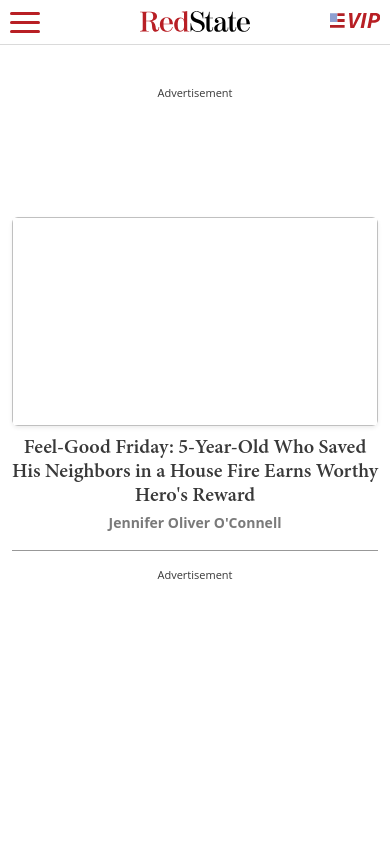 RedState
VIP
Advertisement
Feel-Good Friday: 5-Year-Old Who Saved
His Neighbors in a House Fire Earns Worthy
Hero's Reward
Jennifer Oliver O'Connell
Advertisement